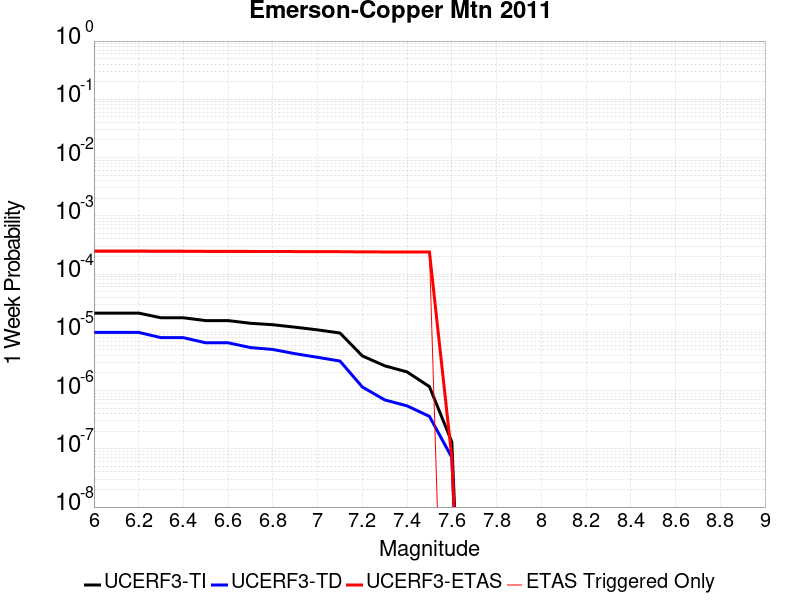 Emerson-Copper Mtn 2011
10^0
10^-1
10^-2
10^-3
10^-4
10^-5
10^-6
10^-7
10^-8
1 Week Probability
6 6.2 6.4 6.6 6.8 7 7.2 7.4 7.6 7.8 8 8.2 8.4 8.6 8.8 9
Magnitude
UCERF3-TI UCERF3-TD UCERF3-ETAS ETAS Triggered Only